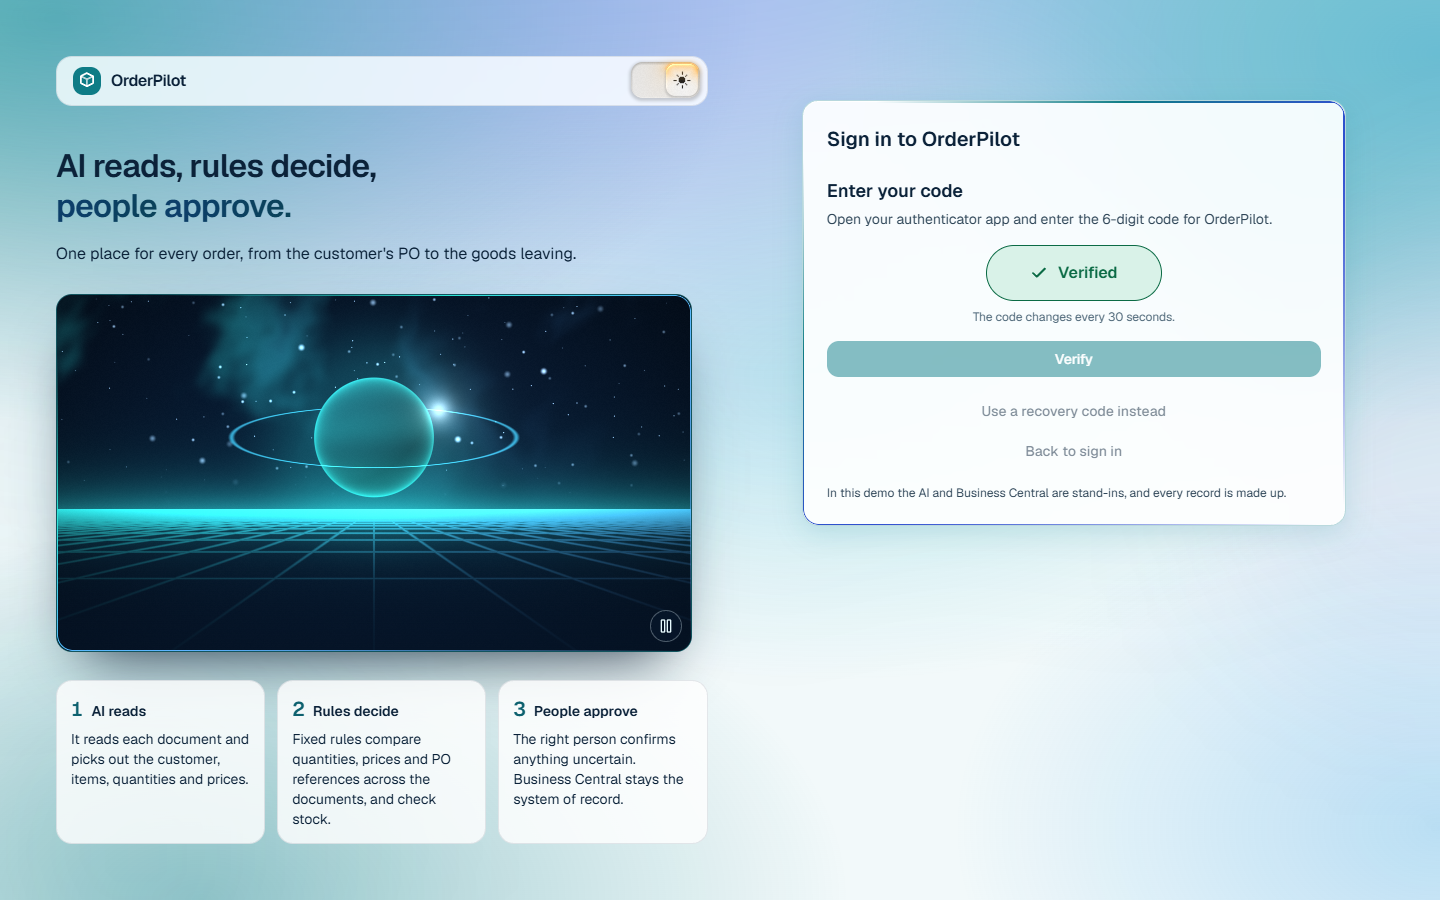 OrderPilot
AI reads, rules decide,
people approve.
One place for every order, from the customer's PO to the goods leaving.
1 AI reads
It reads each document and
picks out the customer,
items, quantities and prices.
2 Rules decide
Fixed rules compare
quantities, prices and PO
references across the
documents, and check
stock.
3 People approve
The right person confirms
anything uncertain.
Business Central stays the
system of record.
Sign in to OrderPilot
Enter your code
Open your authenticator app and enter the 6-digit code for OrderPilot.
Verified
The code changes every 30 seconds.
Verify
Use a recovery code instead
Back to sign in
In this demo the AI and Business Central are stand-ins, and every record is made up.